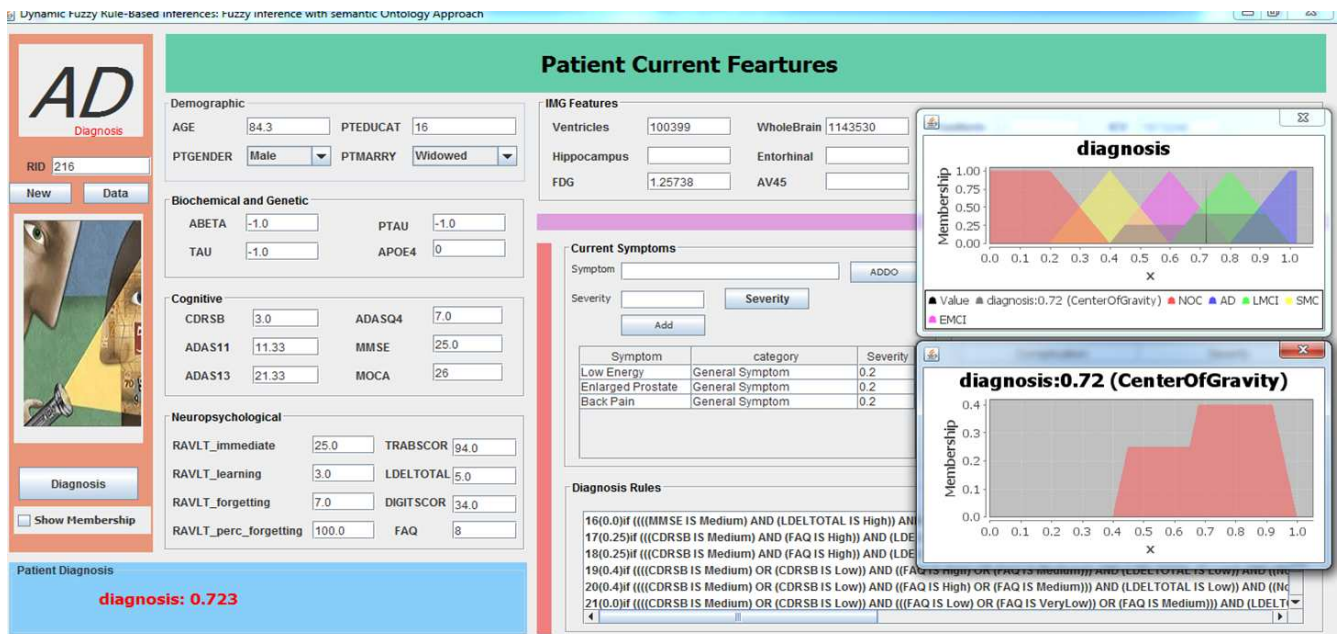 Dynamic Fuzzy Rule-Based Inferences: Fuzzy inference with semantic Ontology Approach
AD
Diagnosis
RID 216
New Data
Diagnosis
Show Membership
Patient Diagnosis
diagnosis: 0.723
Patient Current Feartures
Demographic
AGE 84.3 PTEDUCAT 16
PTGENDER Male PTMARRY Widowed
Biochemical and Genetic
ABETA -1.0 PTAU -1.0
TAU -1.0 APOE4 0
Cognitive
CDRSB 3.0 ADASQ4 7.0
ADAS11 11.33 MMSE 25.0
ADAS13 21.33 MOCA 26
Neuropsychological
RAVLT_immediate 25.0 TRABSCOR 94.0
RAVLT_learning 3.0 LDELTOTAL 5.0
RAVLT_forgetting 7.0 DIGITSCOR 34.0
RAVLT_perc_forgetting 100.0 FAQ 8
IMG Features
Ventricles 100399 WholeBrain 1143530
Hippocampus Entorhinal
FDG 1.25738 AV45
Current Symptoms
Symptom ADDO
Severity Severity
Add
Symptom category Severity
Low Energy General Symptom 0.2
Enlarged Prostate General Symptom 0.2
Back Pain General Symptom 0.2
Diagnosis Rules
16(0.0)if ((((MMSE IS Medium) AND (LDELTOTAL IS High)) AN
17(0.25)if (((CDRSB IS Medium) AND (FAQ IS High)) AND (LDE
18(0.25)if (((CDRSB IS Medium) AND (FAQ IS High)) AND (LDE
19(0.4)if ((((CDRSB IS Medium) OR (CDRSB IS Low)) AND ((FAQ IS High) OR (FAQ IS Medium))) AND (LDELTOTAL IS Low)) AND ((No
20(0.4)if ((((CDRSB IS Medium) OR (CDRSB IS Low)) AND ((FAQ IS High) OR (FAQ IS Medium))) AND (LDELTOTAL IS Low)) AND ((No
21(0.0)if ((((CDRSB IS Medium) OR (CDRSB IS Low)) AND (((FAQ IS Low) OR (FAQ IS VeryLow)) OR (FAQ IS Medium))) AND (LDELT
diagnosis
Membership
1.00
0.75
0.50
0.25
0.00
0.0 0.1 0.2 0.3 0.4 0.5 0.6 0.7 0.8 0.9 1.0
x
Value diagnosis:0.72 (CenterOfGravity) NOC AD LMCI SMC
EMCI
diagnosis:0.72 (CenterOfGravity)
Membership
0.4
0.3
0.2
0.1
0.0
0.0 0.1 0.2 0.3 0.4 0.5 0.6 0.7 0.8 0.9 1.0
x